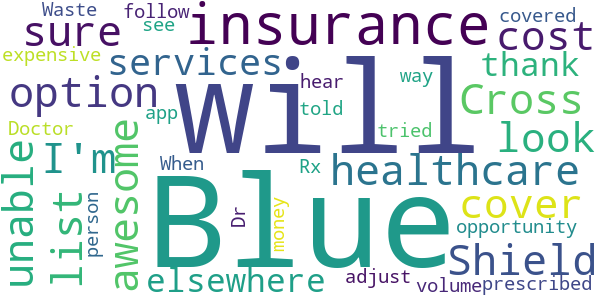 Waste
follow
see
insurance
covered
sure
cost
expensive
services
will
hear
way
thank
option
told
Cross
app
Doctor
tried
look
unable
I'm
awesome
When
Rx
healthcare
list
person
Blue
Dr
money
cover
opportunity
Shield
elsewhere
adjust
volume
prescribed